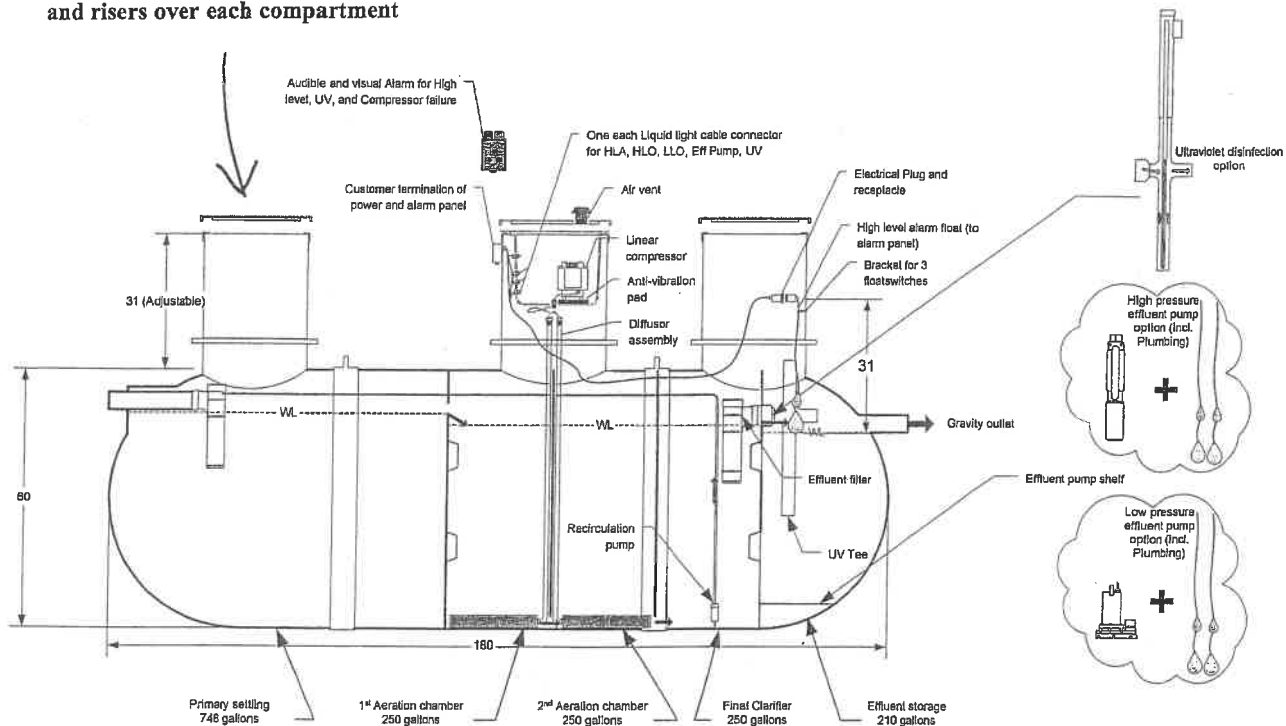 and risers over each compartment
Audible and visual Alarm for High
level, UV, and Compressor failure
One each Liquid light cable connector
for HLA, HLO, LLO, Eff Pump, UV
Customer termination of
power and alarm panel
Air vent
Electrical Plug and
receptacle
Ultraviolet disinfection
option
Linear
compressor
High level alarm float (to
alarm panel)
Anti-vibration
pad
Bracket for 3
floatswitches
31 (Adjustable)
Diffusor
assembly
High pressure
effluent pump
option (incl.
Plumbing)
31
WL
WL
WL
Gravity outlet
60
Effluent filter
Effluent pump shelf
Recirculation
pump
UV Tee
Low pressure
effluent pump
option (incl.
Plumbing)
180
Primary settling
746 gallons
1st Aeration chamber
250 gallons
2nd Aeration chamber
250 gallons
Final Clarifier
250 gallons
Effluent storage
210 gallons